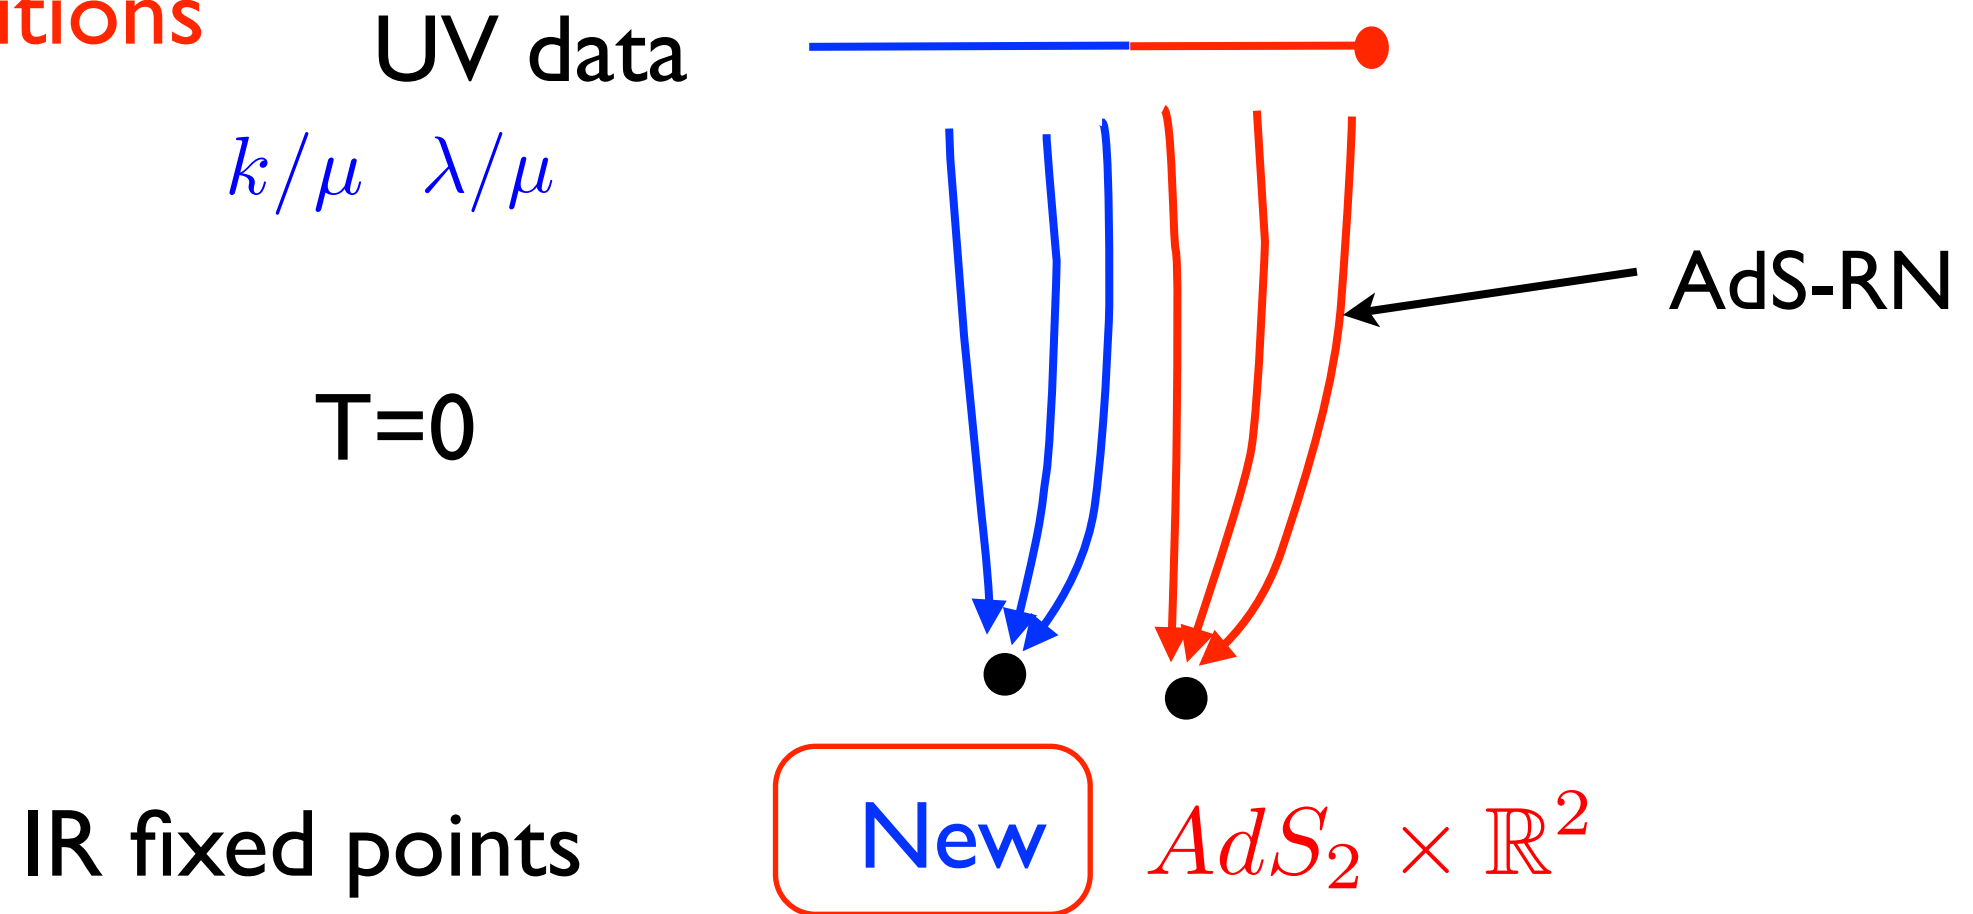 UV data
k/μ λ/μ
AdS-RN
T=0
IR fixed points
New
AdS₂ × ℝ²